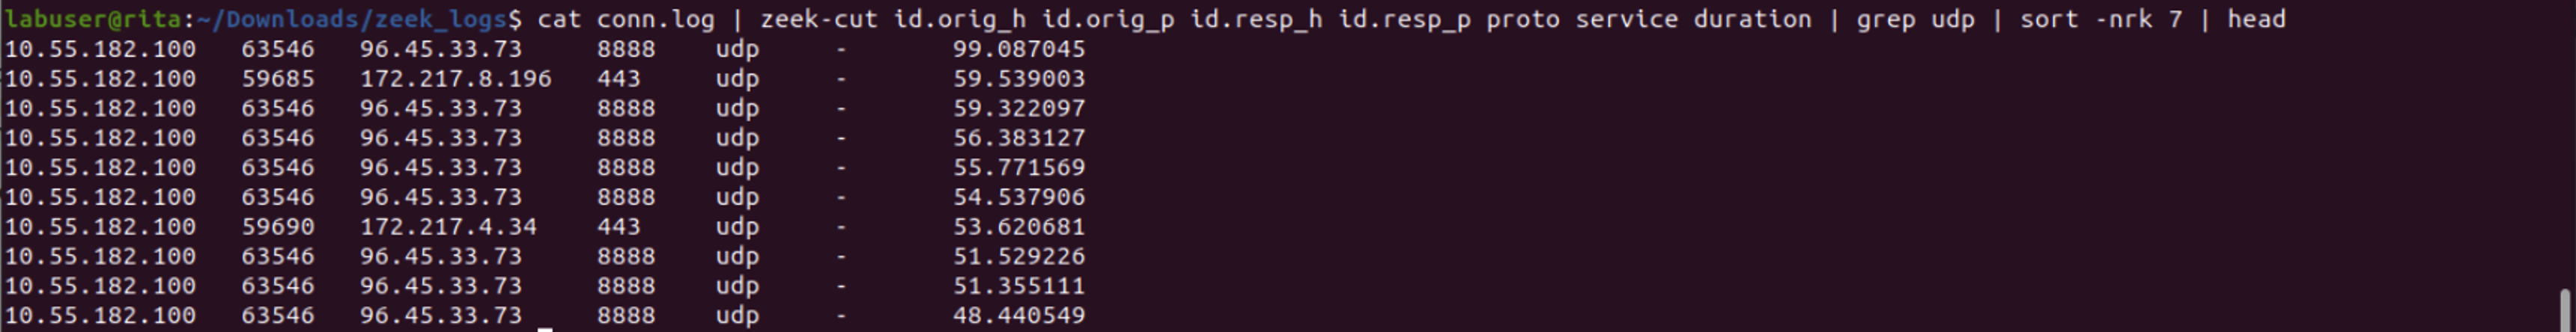 labuser@rita:~/Downloads/zeek_logs$ cat conn.log | zeek-cut id.orig_h id.orig_p id.resp_h id.resp_p proto service duration | grep udp | sort -nrk 7 | head
10.55.182.100 63546 96.45.33.73 8888 udp - 99.087045
10.55.182.100 59685 172.217.8.196 443 udp - 59.539003
10.55.182.100 63546 96.45.33.73 8888 udp - 59.322097
10.55.182.100 63546 96.45.33.73 8888 udp - 56.383127
10.55.182.100 63546 96.45.33.73 8888 udp - 55.771569
10.55.182.100 63546 96.45.33.73 8888 udp - 54.537906
10.55.182.100 59690 172.217.4.34 443 udp - 53.620681
10.55.182.100 63546 96.45.33.73 8888 udp - 51.529226
10.55.182.100 63546 96.45.33.73 8888 udp - 51.355111
10.55.182.100 63546 96.45.33.73 8888 udp - 48.440549